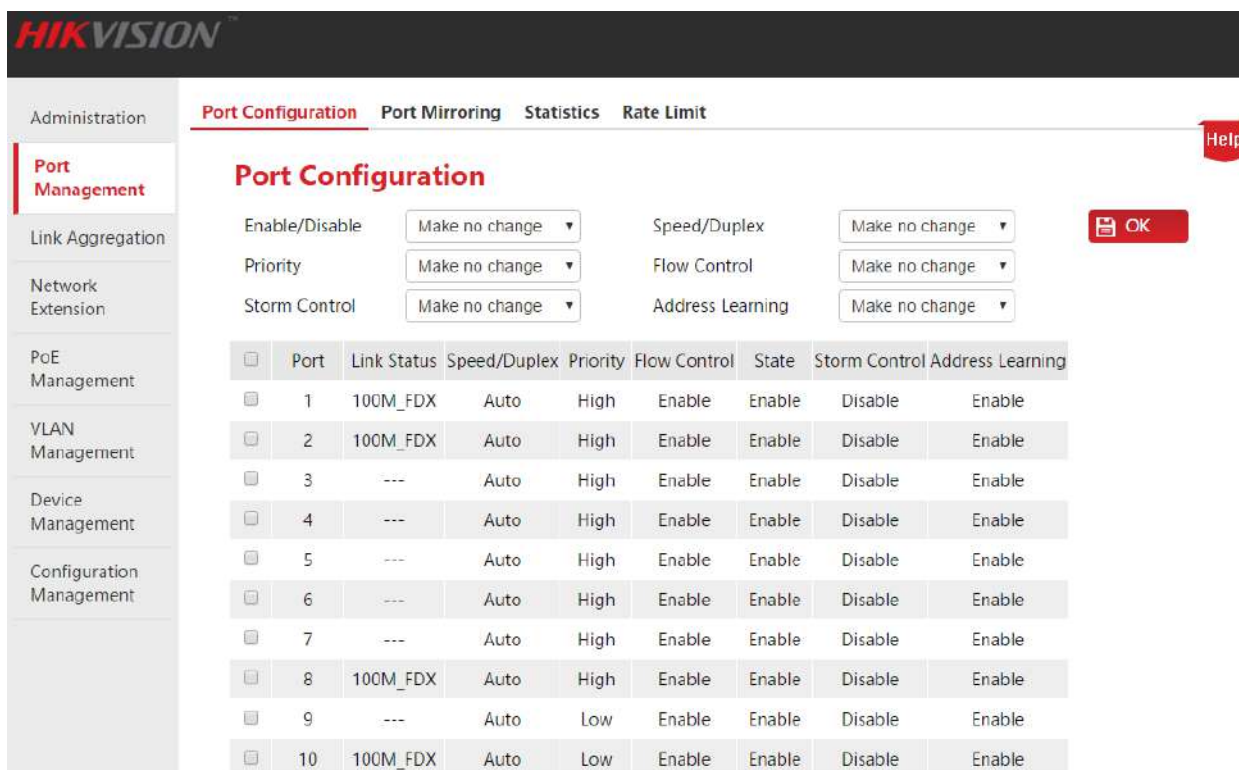 HIKVISION™
Port Configuration Port Mirroring Statistics Rate Limit
Help
Administration
Port
Management
Link Aggregation
Network
Extension
PoE
Management
VLAN
Management
Device
Management
Configuration
Management
Port Configuration
Enable/Disable Make no change Speed/Duplex Make no change OK
Priority Make no change Flow Control Make no change
Storm Control Make no change Address Learning Make no change
Port Link Status Speed/Duplex Priority Flow Control State Storm Control Address Learning
1 100M_FDX Auto High Enable Enable Disable Enable
2 100M_FDX Auto High Enable Enable Disable Enable
3 --- Auto High Enable Enable Disable Enable
4 --- Auto High Enable Enable Disable Enable
5 --- Auto High Enable Enable Disable Enable
6 --- Auto High Enable Enable Disable Enable
7 --- Auto High Enable Enable Disable Enable
8 100M_FDX Auto High Enable Enable Disable Enable
9 --- Auto Low Enable Enable Disable Enable
10 100M_FDX Auto Low Enable Enable Disable Enable